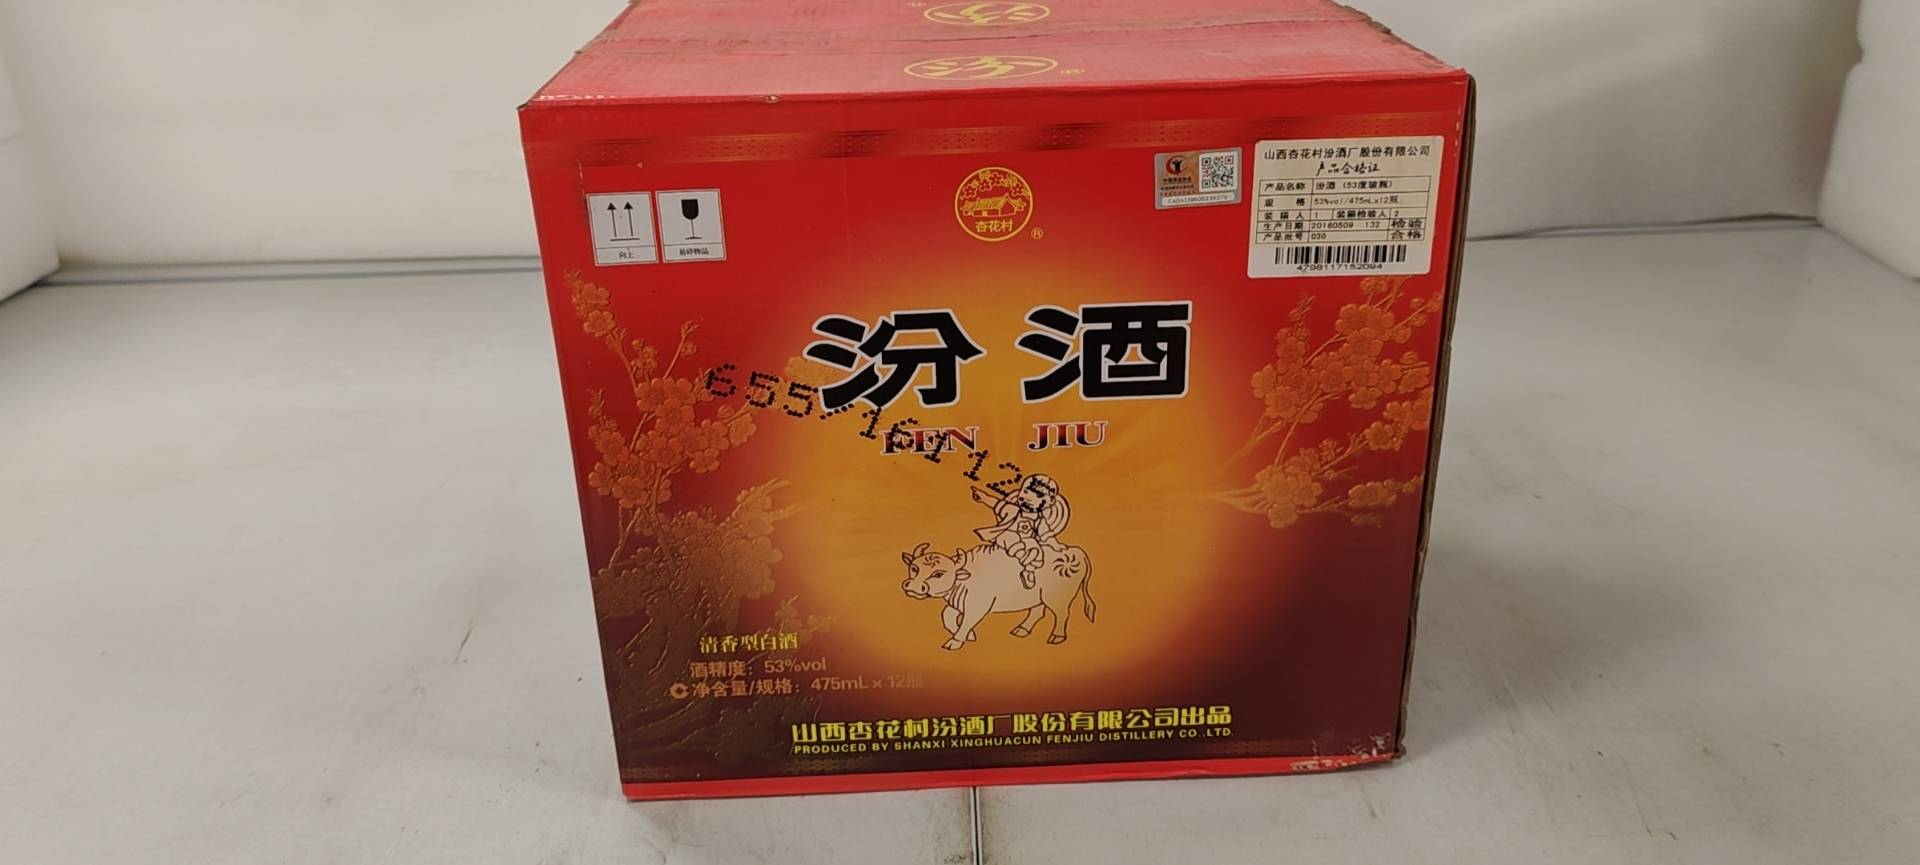 汾
汾 ®
杏花村
®
CADA139600335379
向上
易碎物品
山西杏花村汾酒厂股份有限公司
产品合格证
产品名称 汾酒（53度玻瓶）
规 格 53%vol/475mL×12瓶
装箱人 1 装箱检验人 2
生产日期 20160509 132 检验
产品批号 030 合格
4798117152094
汾酒
655-161125
FEN JIU
清香型白酒
酒精度：53%vol
净含量/规格：475mL×12瓶
山西杏花村汾酒厂股份有限公司出品
PRODUCED BY SHANXI XINGHUACUN FENJIU DISTILLERY CO.,LTD.